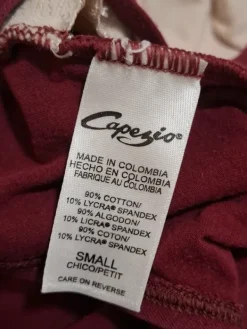 Capezio®
MADE IN COLOMBIA
HECHO EN COLOMBIA
FABRIQUE AU COLOMBIA
90% COTTON/
10% LYCRA® SPANDEX
90% ALGODON/
10% LICRA® SPANDEX
90% COTON/
10% LYCRA® SPANDEX
SMALL
CHICO/PETIT
CARE ON REVERSE